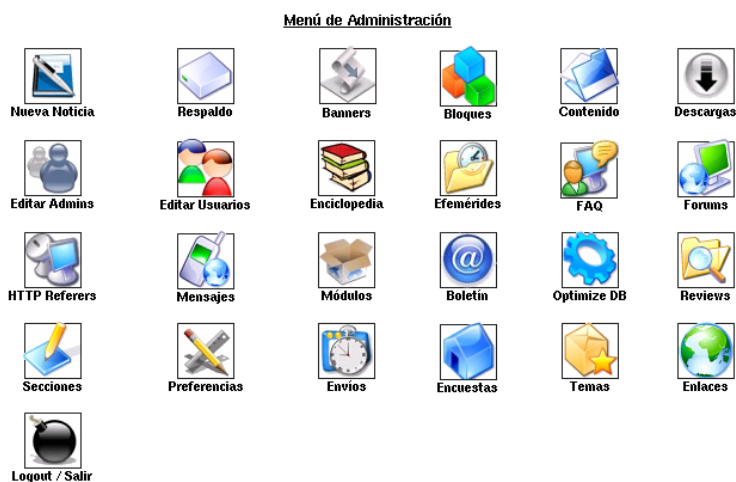 Menú de Administración
Nueva Noticia
Respaldo
Banners
Bloques
Contenido
Descargas
Editar Admins
Editar Usuarios
Enciclopedia
Efemérides
FAQ
Forums
HTTP Referers
Mensajes
Módulos
@
Boletín
Optimize DB
Reviews
Secciones
Preferencias
Envíos
Encuestas
Temas
Enlaces
Logout / Salir